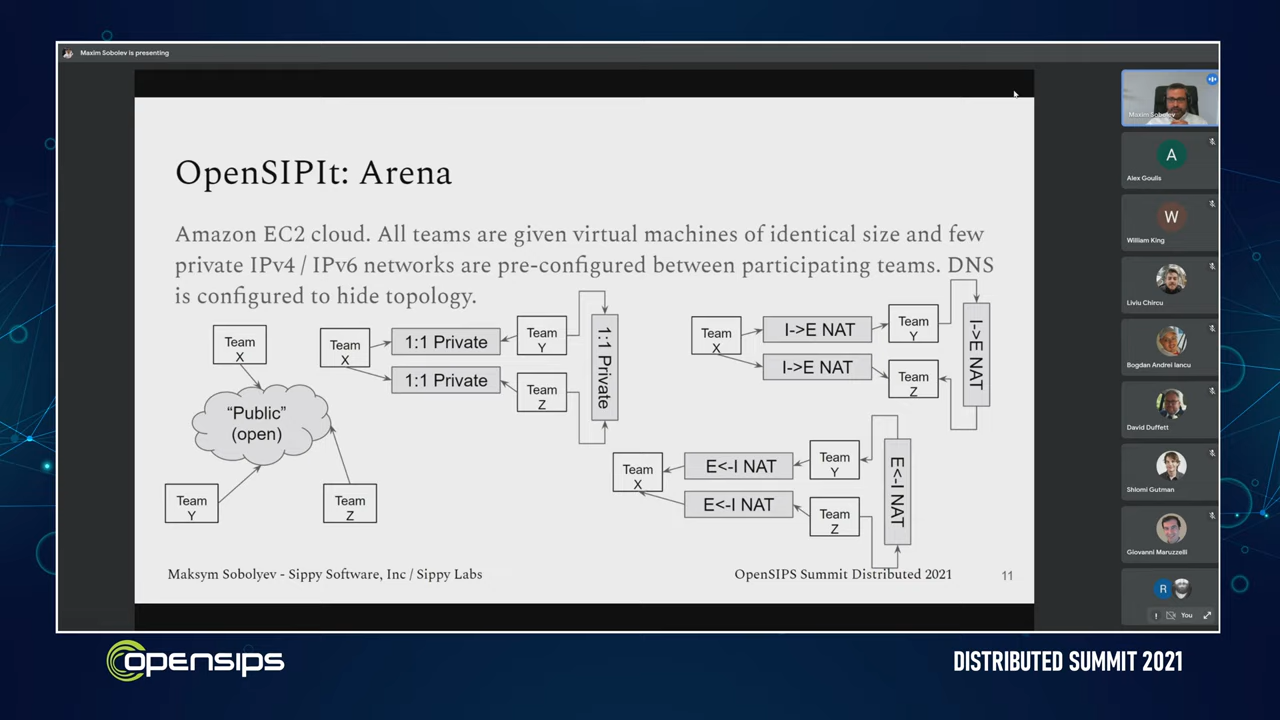 Maxim Sobolev is presenting
OpenSIPIt: Arena
Amazon EC2 cloud. All teams are given virtual machines of identical size and few
private IPv4 / IPv6 networks are pre-configured between participating teams. DNS
is configured to hide topology.
Team
X
"Public"
(open)
Team
Y
Team
Z
Team
X
1:1 Private
1:1 Private
Team
Y
Team
Z
1:1 Private
Team
X
I->E NAT
I->E NAT
Team
Y
Team
Z
I->E NAT
Team
X
E<-I NAT
E<-I NAT
Team
Y
Team
Z
E<-I NAT
Maksym Sobolyev - Sippy Software, Inc / Sippy Labs
OpenSIPS Summit Distributed 2021
11
Maxim Sobolev
A
Alex Goulis
W
William King
Liviu Chircu
Bogdan Andrei Iancu
David Duffett
Shlomi Gutman
Giovanni Maruzzelli
R
You
OPENSIPS
DISTRIBUTED SUMMIT 2021